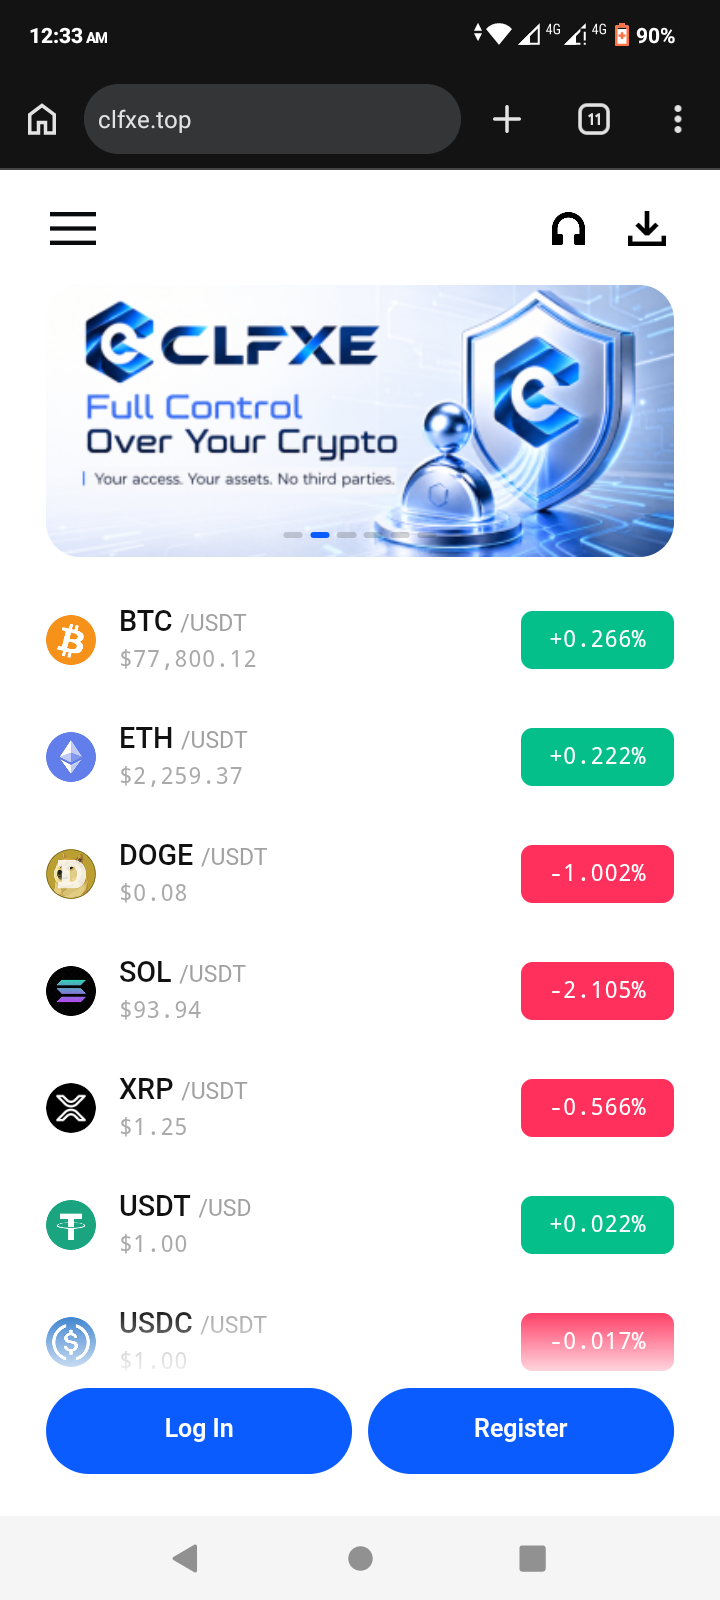 12:33 AM 4G 4G 90%
clfxe.top 11
CLFXE
Full Control
Over Your Crypto
Your access. Your assets. No third parties.
BTC /USDT
$77,800.12
+0.266%
ETH /USDT
$2,259.37
+0.222%
DOGE /USDT
$0.08
-1.002%
SOL /USDT
$93.94
-2.105%
XRP /USDT
$1.25
-0.566%
USDT /USD
$1.00
+0.022%
USDC /USDT
$1.00
-0.017%
Log In Register